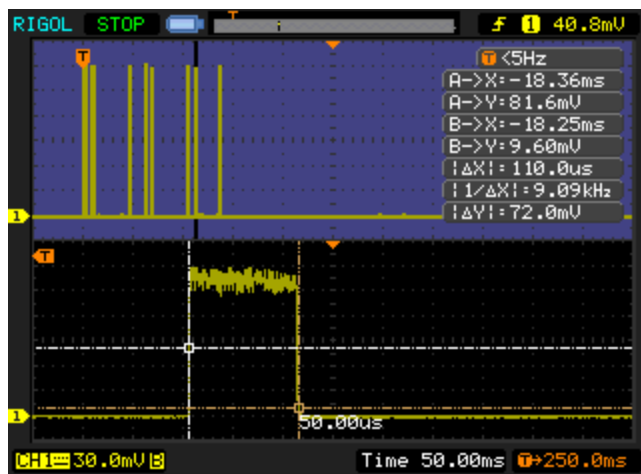 RIGOL STOP T f 1 40.8mV
T
T <5Hz
A->X:-18.36ms
A->Y:81.6mV
B->X:-18.25ms
B->Y:9.60mV
|ΔX|:110.0us
|1/ΔX|:9.09kHz
|ΔY|:72.0mV
1
T
1
50.00us
CH1 30.0mV B Time 50.00ms T→250.0ms